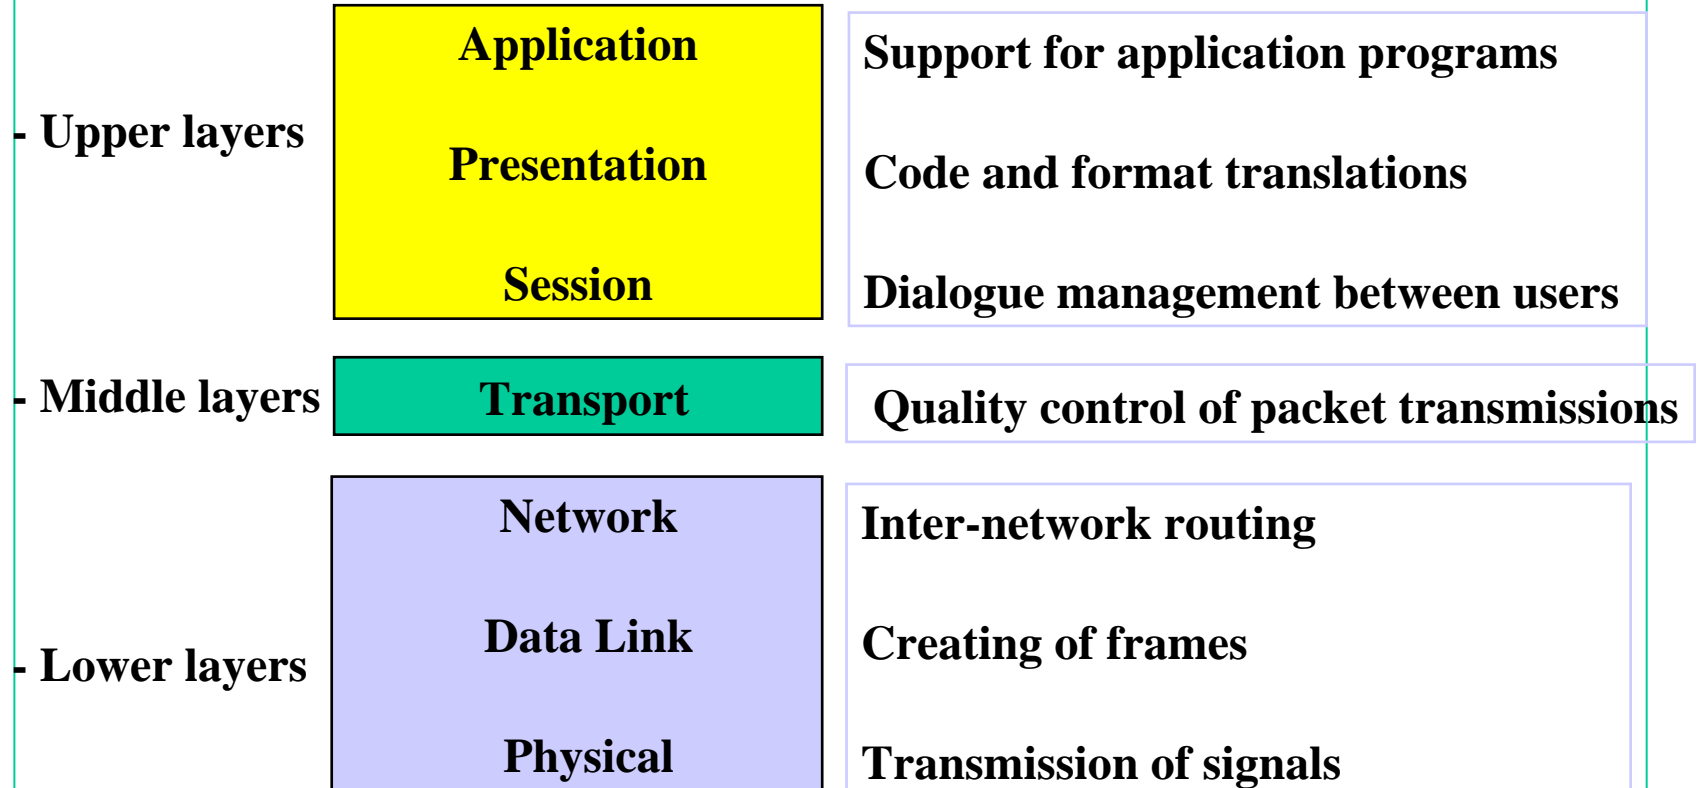 Application
Support for application programs
- Upper layers
Presentation
Code and format translations
Session
Dialogue management between users
- Middle layers
Transport
Quality control of packet transmissions
Network
Inter-network routing
Data Link
Creating of frames
- Lower layers
Physical
Transmission of signals